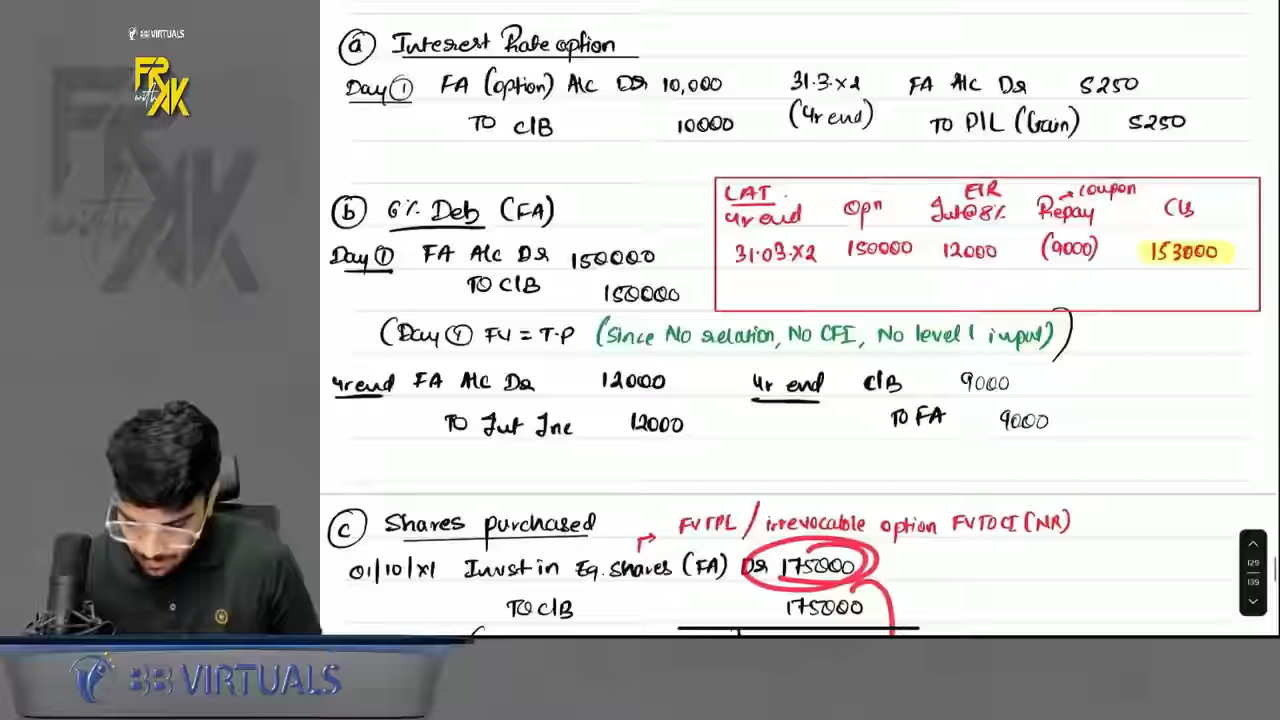 BB VIRTUALS
FR
with
AK
(a) Interest Rate option
Day (1) FA (option) A/c Dr 10,000 31.3.x2 FA A/c Dr 5250
To C/B 10000 (Yr end) To P/L (Gain) 5250
(b) 6% Deb (FA)
LAT.
EIR
→ coupon
Yr end Opn Int@8% Repay ClB
31.03.x2 150000 12000 (9000) 153000
Day (1) FA A/c Dr 150000
To C/B 150000
(Day (1) FV = T.P (Since No relation, No CFI, No level 1 input))
Yr end FA A/c Dr 12000 Yr end C/B 9000
To Int Inc 12000 To FA 9000
(c) Shares purchased → FVTPL / irrevocable option FVTOCI (NR)
01/10/x1 Invst in Eq. Shares (FA) Dr 175000
To C/B 175000
129
139
BB VIRTUALS